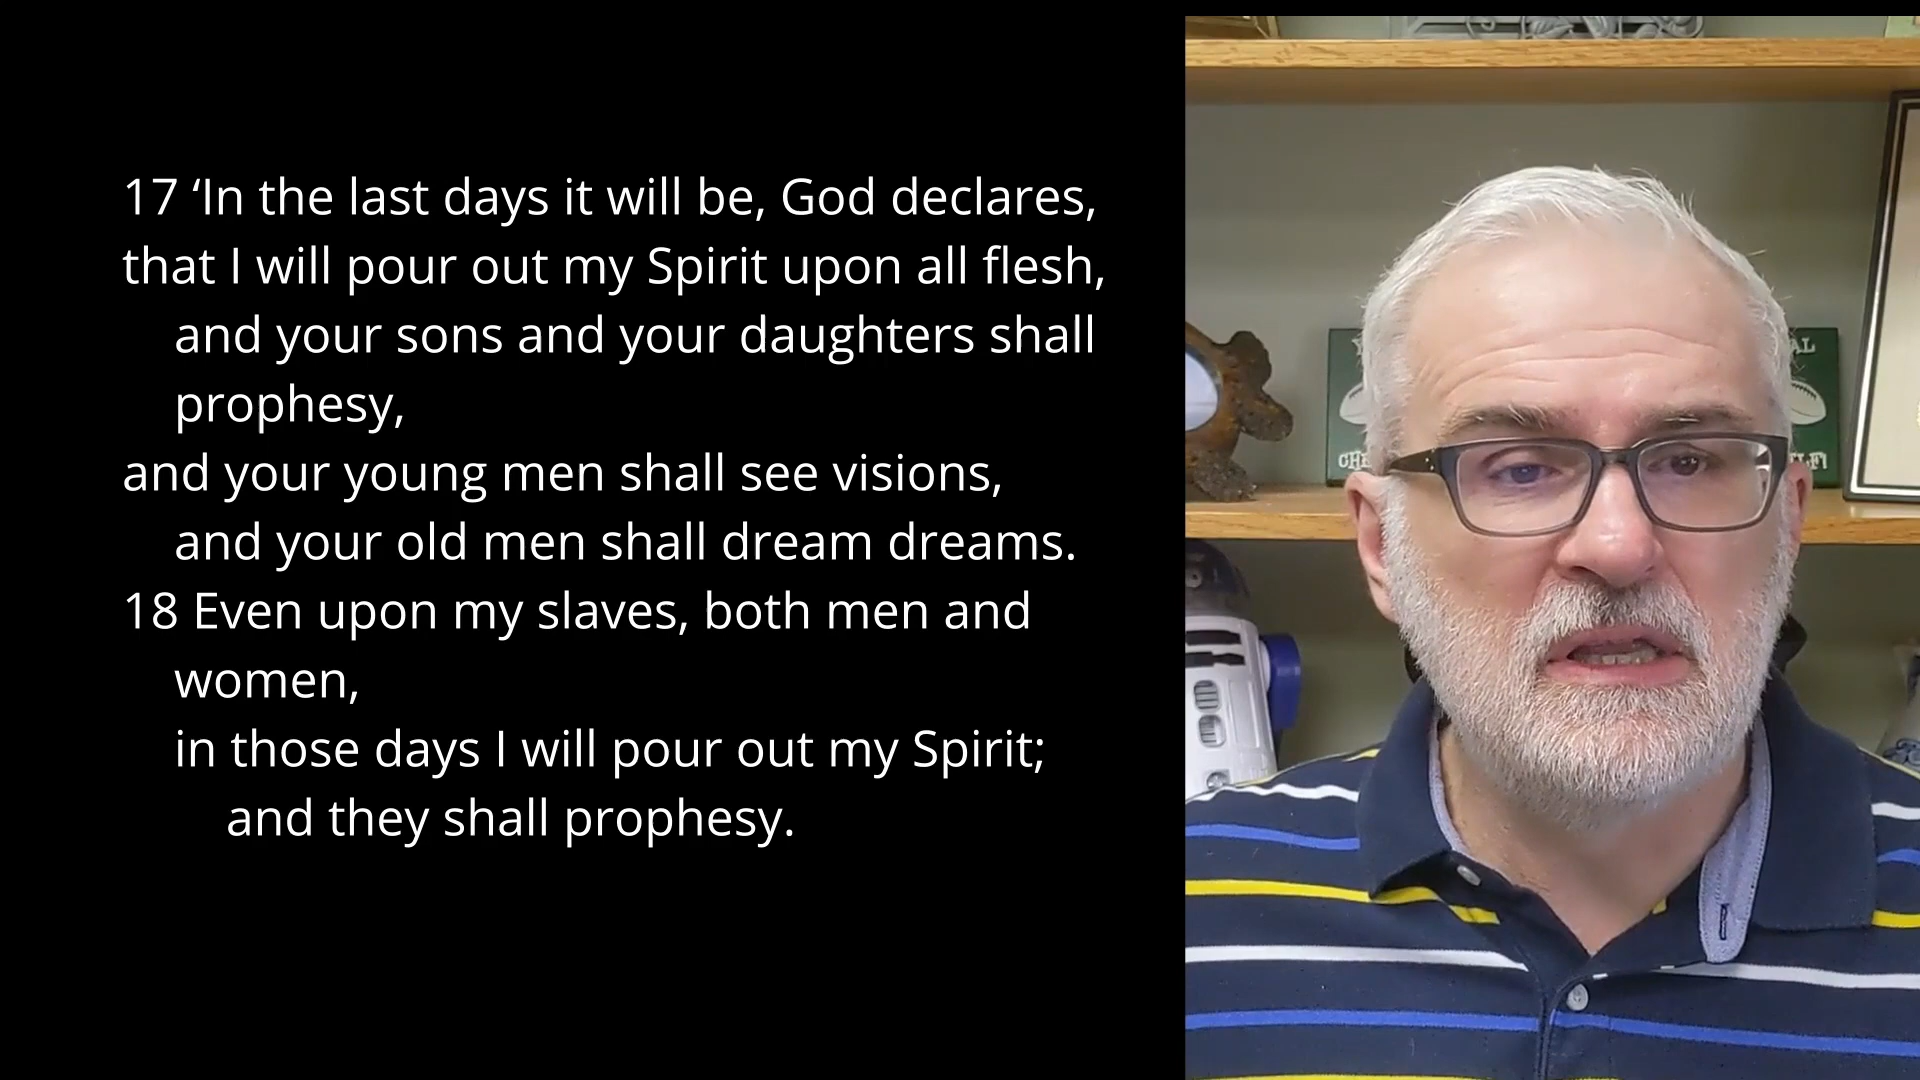 17 ‘In the last days it will be, God declares,
that I will pour out my Spirit upon all flesh,
and your sons and your daughters shall
prophesy,
and your young men shall see visions,
and your old men shall dream dreams.
18 Even upon my slaves, both men and
women,
in those days I will pour out my Spirit;
and they shall prophesy.